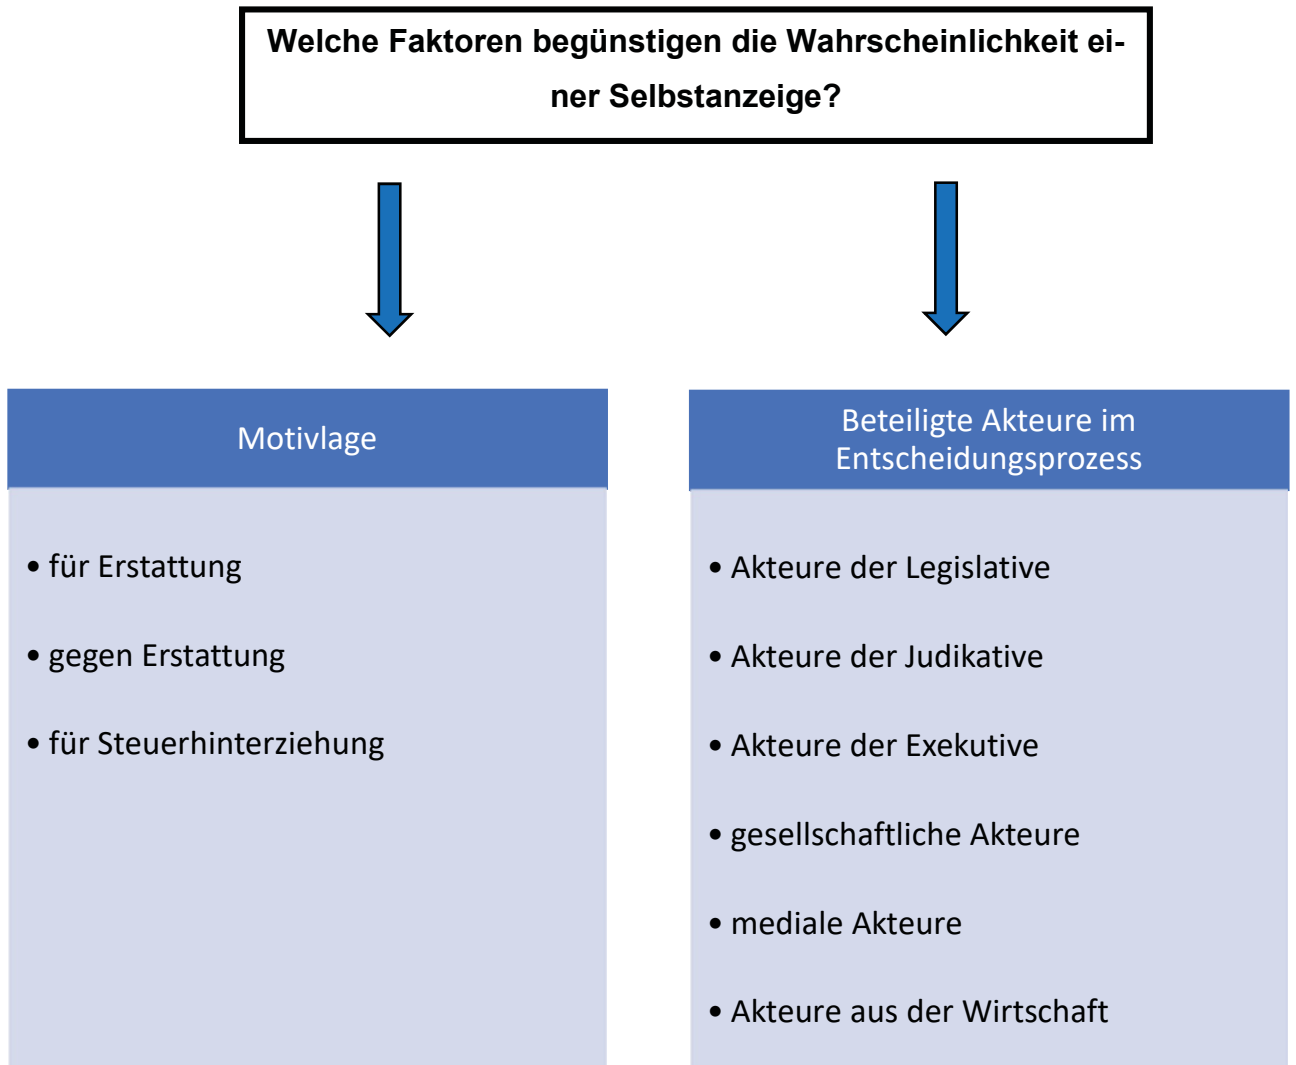 Welche Faktoren begünstigen die Wahrscheinlichkeit ei-
ner Selbstanzeige?
Motivlage
• für Erstattung
• gegen Erstattung
• für Steuerhinterziehung
Beteiligte Akteure im
Entscheidungsprozess
• Akteure der Legislative
• Akteure der Judikative
• Akteure der Exekutive
• gesellschaftliche Akteure
• mediale Akteure
• Akteure aus der Wirtschaft